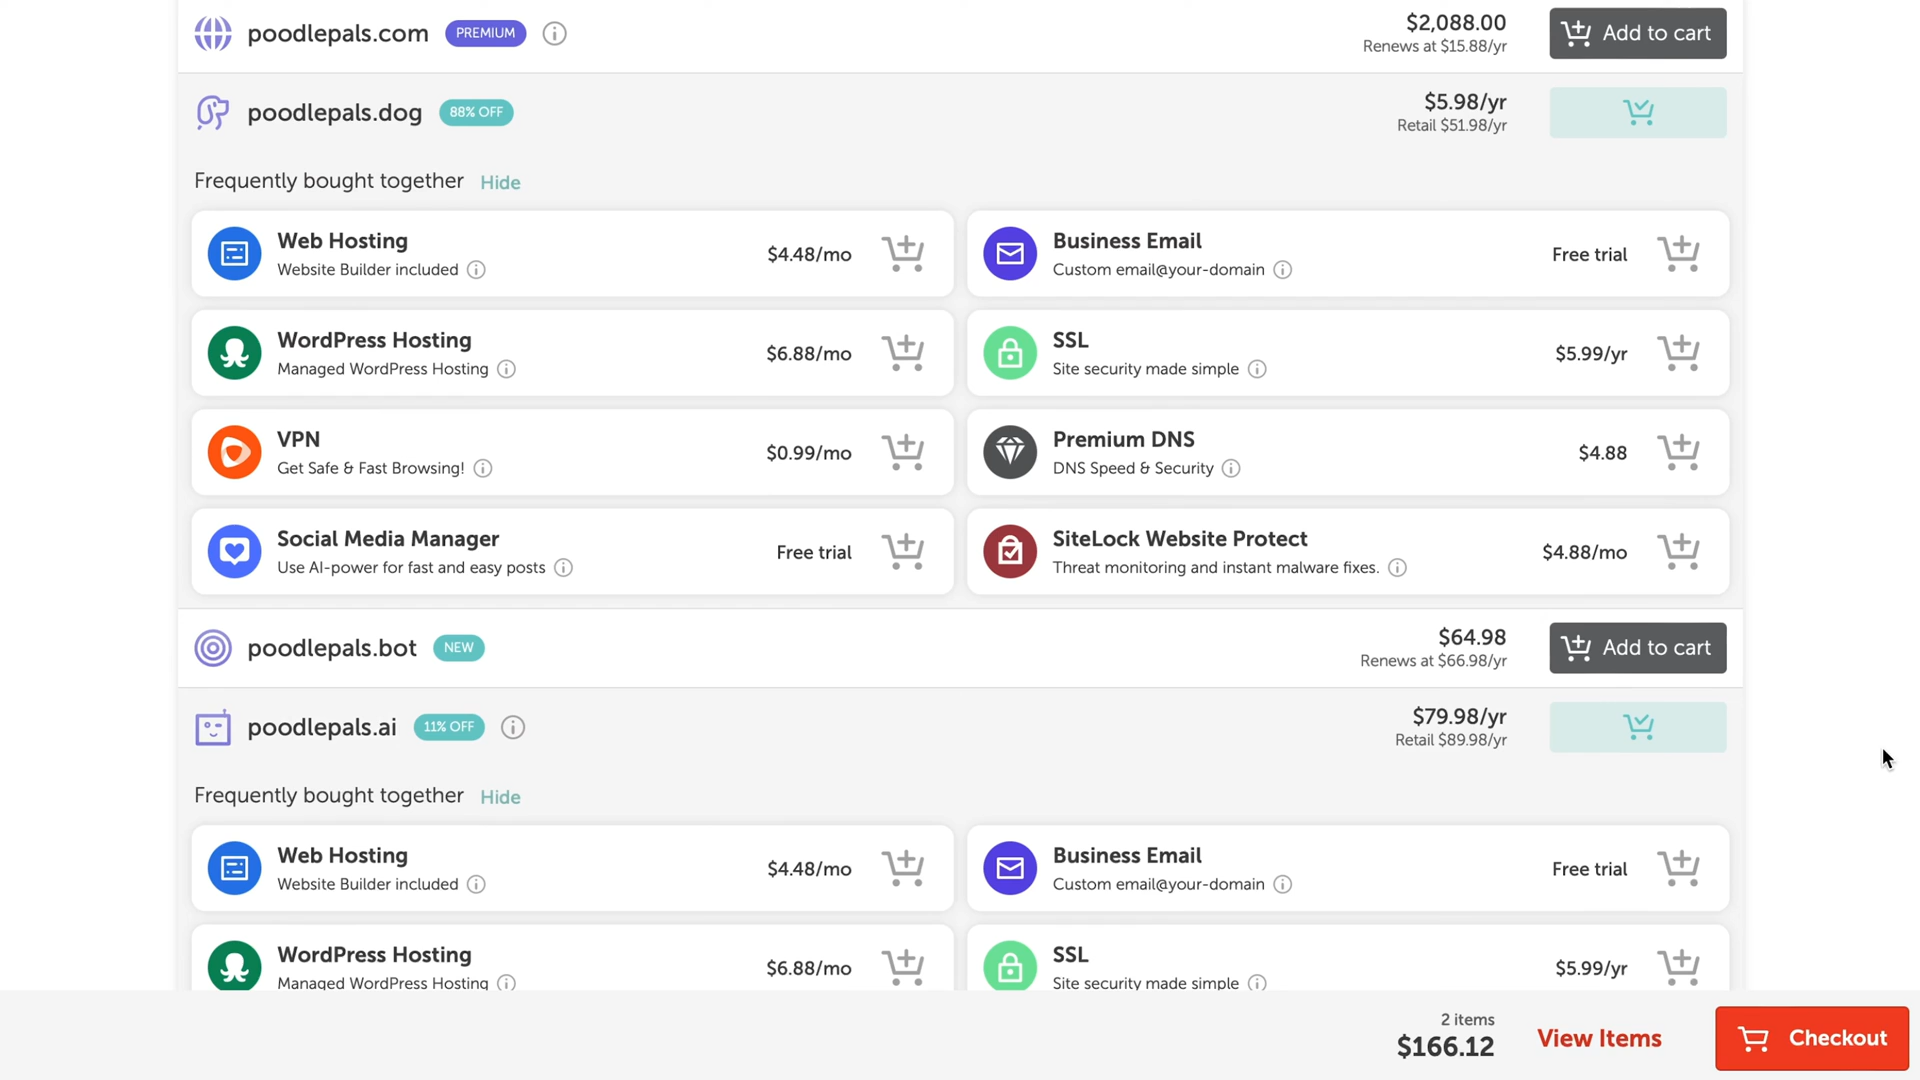 poodlepals.com PREMIUM
$2,088.00
Renews at $15.88/yr
Add to cart
poodlepals.dog 88% OFF
$5.98/yr
Retail $51.98/yr
Frequently bought together Hide
Web Hosting
Website Builder included
$4.48/mo
Business Email
Custom email@your-domain
Free trial
WordPress Hosting
Managed WordPress Hosting
$6.88/mo
SSL
Site security made simple
$5.99/yr
VPN
Get Safe & Fast Browsing!
$0.99/mo
Premium DNS
DNS Speed & Security
$4.88
Social Media Manager
Use AI-power for fast and easy posts
Free trial
SiteLock Website Protect
Threat monitoring and instant malware fixes.
$4.88/mo
poodlepals.bot NEW
$64.98
Renews at $66.98/yr
Add to cart
poodlepals.ai 11% OFF
$79.98/yr
Retail $89.98/yr
Frequently bought together Hide
Web Hosting
Website Builder included
$4.48/mo
Business Email
Custom email@your-domain
Free trial
WordPress Hosting
Managed WordPress Hosting
$6.88/mo
SSL
Site security made simple
$5.99/yr
2 items
$166.12
View Items
Checkout